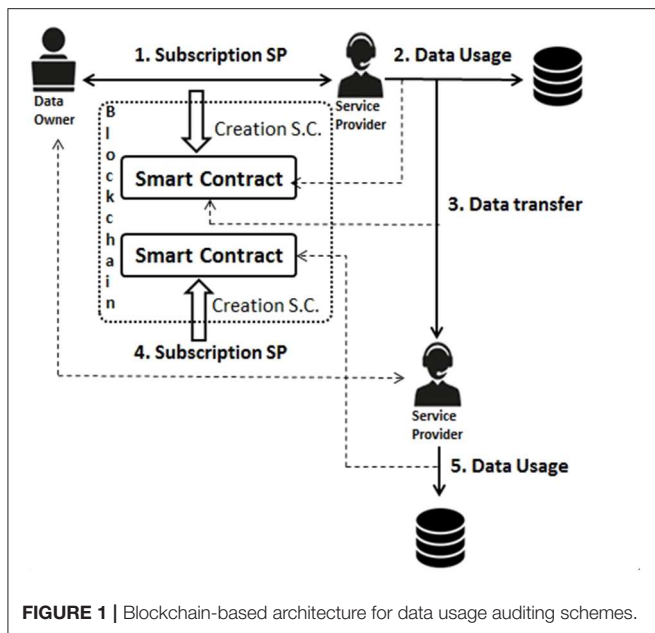 1. Subscription SP
2. Data Usage
Data
Owner
Service
Provider
Blockchain
Creation S.C.
Smart Contract
3. Data transfer
Smart Contract
Creation S.C.
4. Subscription SP
Service
Provider
5. Data Usage
FIGURE 1 | Blockchain-based architecture for data usage auditing schemes.